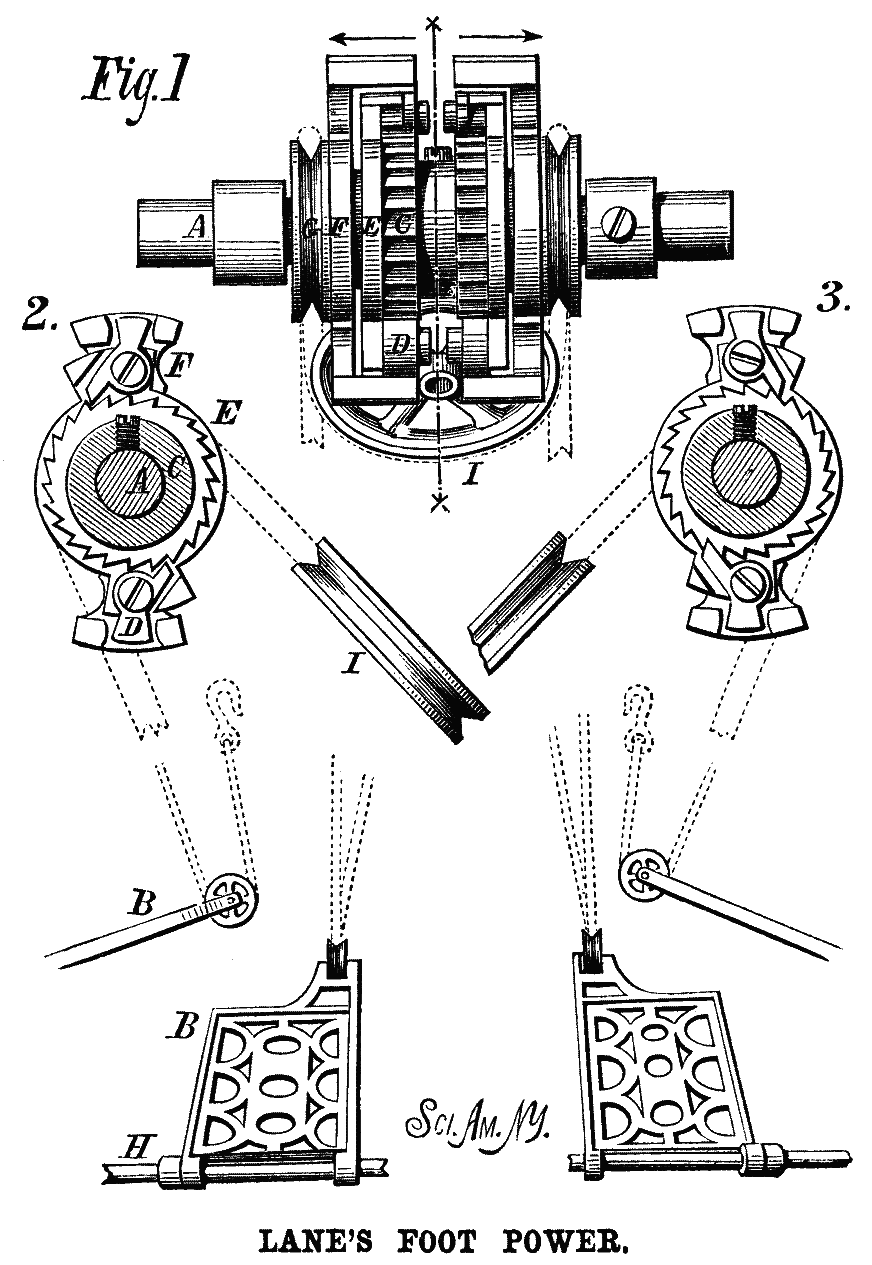 Fig. 1
A G F E C
D
I
2.
3.
F
E
C
A
D
I
B
B
H
SCI. AM. NY.
LANE'S FOOT POWER.